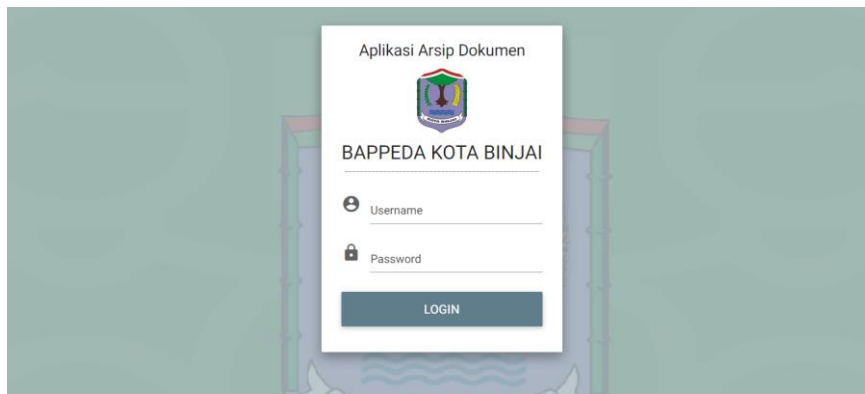 Aplikasi Arsip Dokumen
BAPPEDA KOTA BINJAI
Username
Password
LOGIN